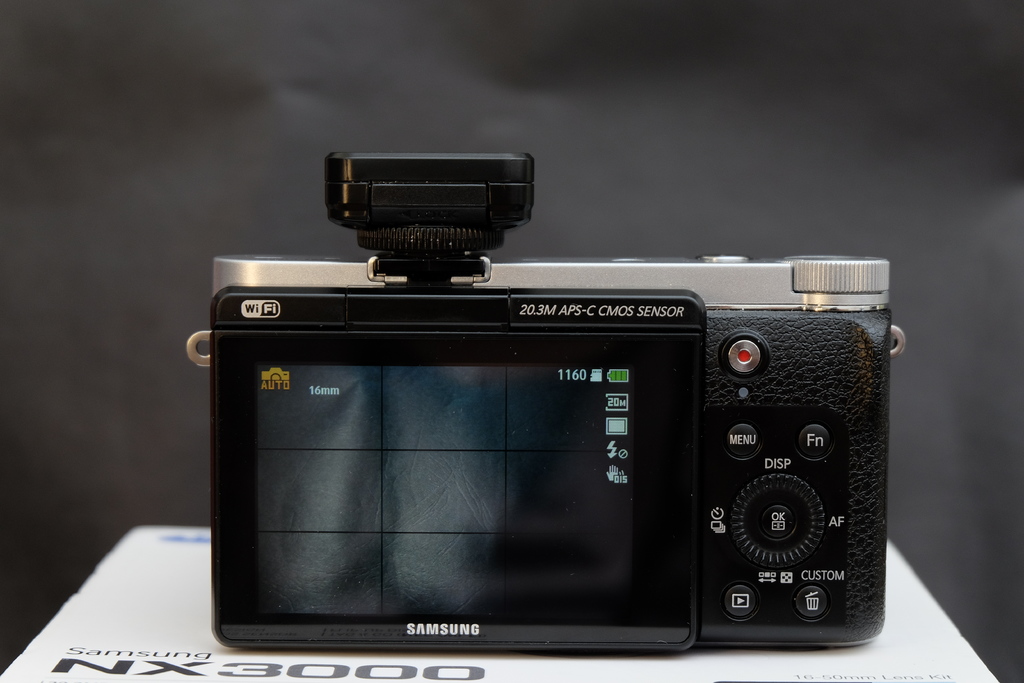 WiFi
20.3M APS-C CMOS SENSOR
AUTO
16mm
1160
20M
OIS
MENU
Fn
DISP
OK
AF
CUSTOM
SAMSUNG
Samsung
NX3000
16-50mm Lens Kit